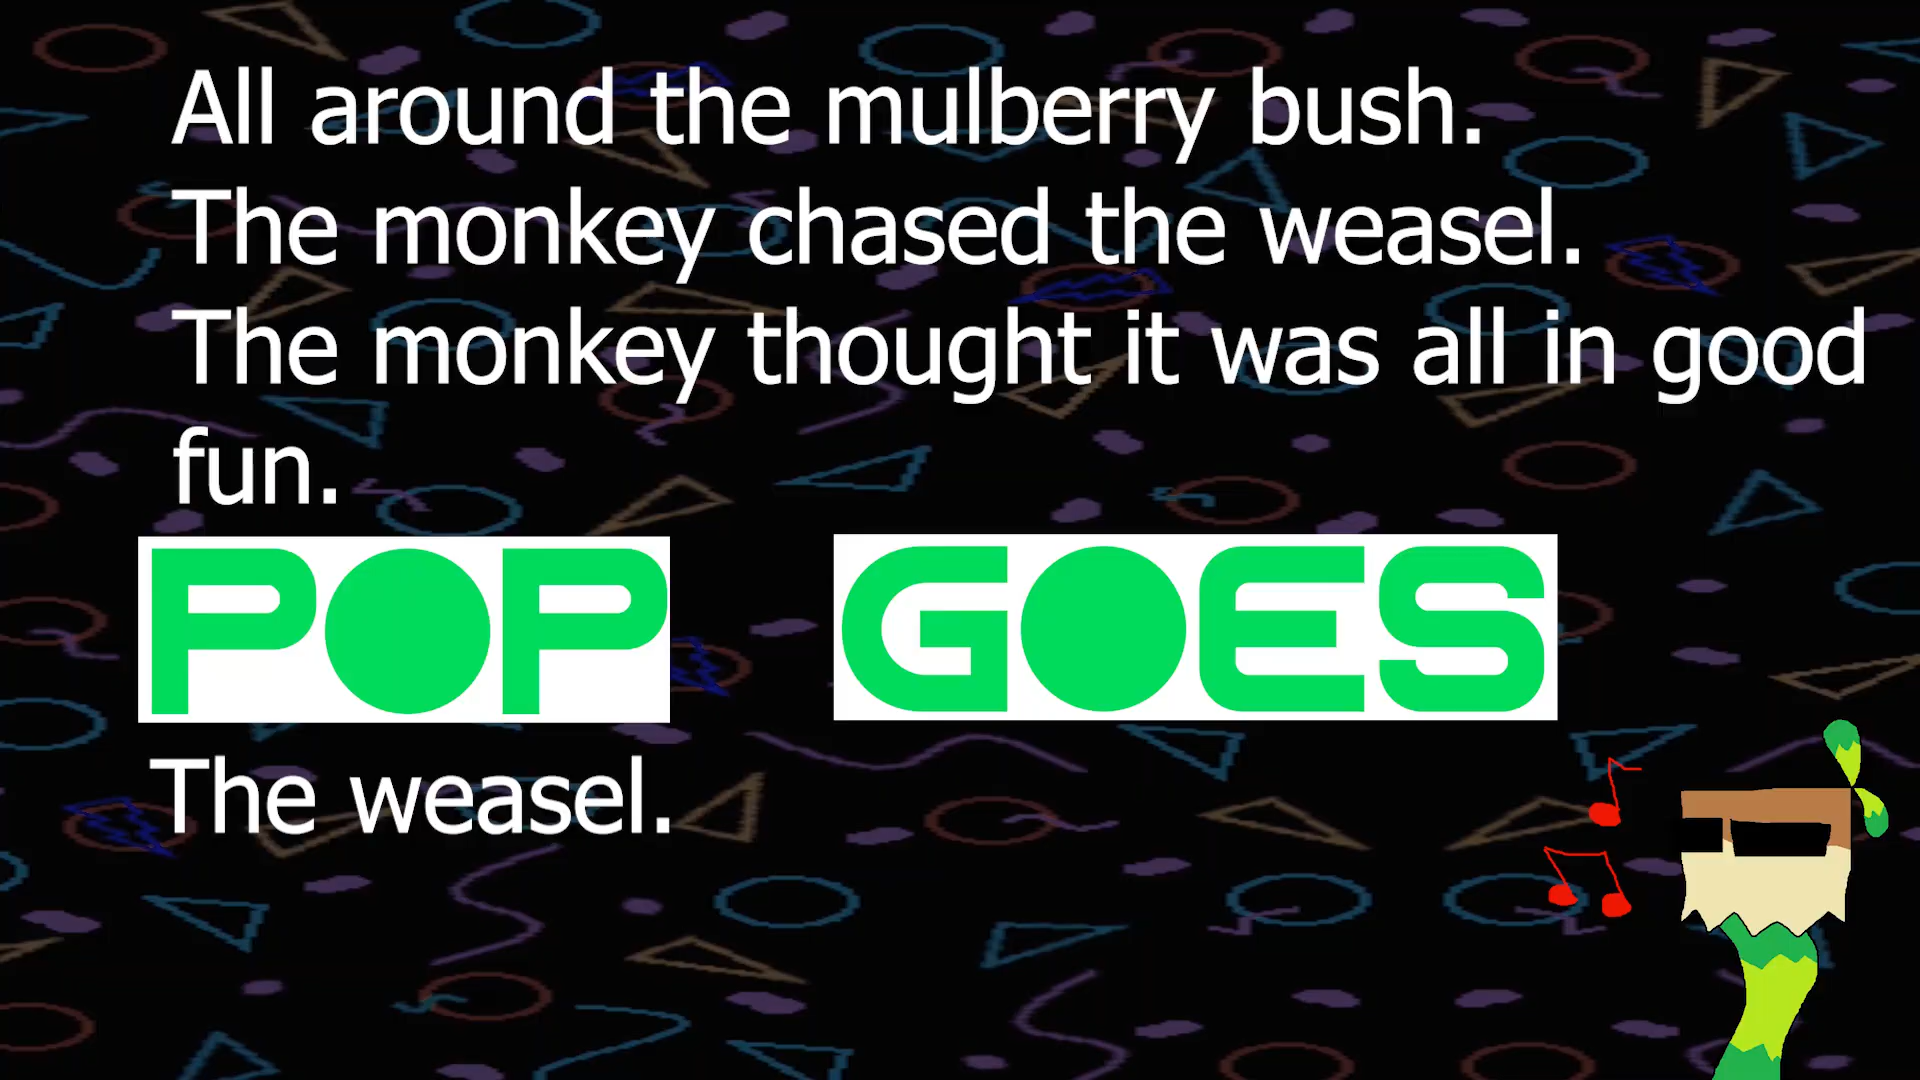 All around the mulberry bush.
The monkey chased the weasel.
The monkey thought it was all in good
fun.
POP GOES
The weasel.